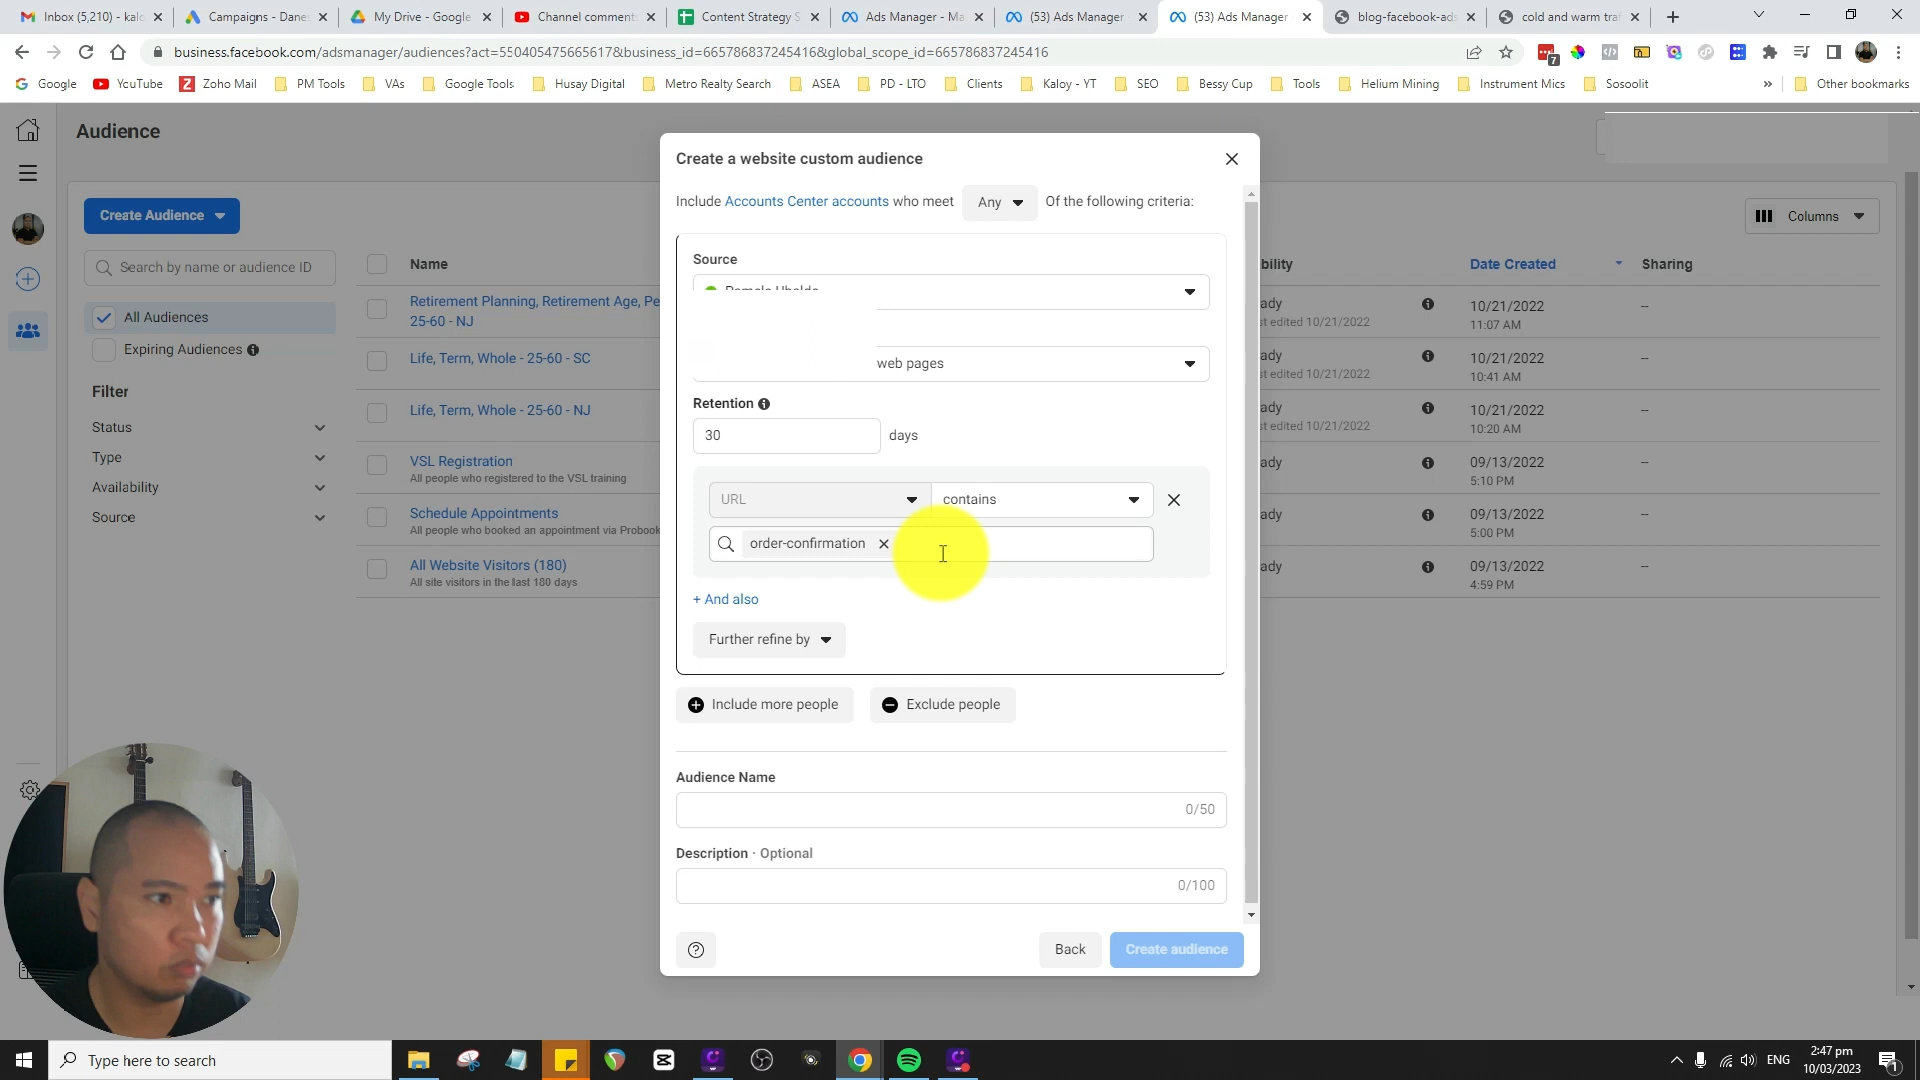 Inbox (5,210) - kalo
Campaigns - Danes
My Drive - Google
Channel comments
Content Strategy S
Ads Manager - Ma
(53) Ads Manager
(53) Ads Manager
blog-facebook-ads
cold and warm traf
business.facebook.com/adsmanager/audiences?act=550405475665617&business_id=665786837245416&global_scope_id=665786837245416
7
Google
YouTube
Zoho Mail
PM Tools
VAs
Google Tools
Husay Digital
Metro Realty Search
ASEA
PD - LTO
Clients
Kaloy - YT
SEO
Bessy Cup
Tools
Helium Mining
Instrument Mics
Sosoolit
»
Other bookmarks
Audience
Create Audience
Search by name or audience ID
All Audiences
Expiring Audiences
Filter
Status
Type
Availability
Source
Columns
Name
bility
Date Created
Sharing
Retirement Planning, Retirement Age, Pe
25-60 - NJ
ady
st edited 10/21/2022
10/21/2022
11:07 AM
--
Life, Term, Whole - 25-60 - SC
ady
st edited 10/21/2022
10/21/2022
10:41 AM
--
Life, Term, Whole - 25-60 - NJ
ady
st edited 10/21/2022
10/21/2022
10:20 AM
--
VSL Registration
All people who registered to the VSL training
ady
09/13/2022
5:10 PM
--
Schedule Appointments
All people who booked an appointment via Probook
ady
09/13/2022
5:00 PM
--
All Website Visitors (180)
All site visitors in the last 180 days
ady
09/13/2022
4:59 PM
--
Create a website custom audience
Include Accounts Center accounts who meet Any Of the following criteria:
Source
web pages
Retention
30 days
URL
contains
order-confirmation
+ And also
Further refine by
Include more people
Exclude people
Audience Name
0/50
Description · Optional
0/100
Back
Create audience
Type here to search
ENG
2:47 pm
10/03/2023
1